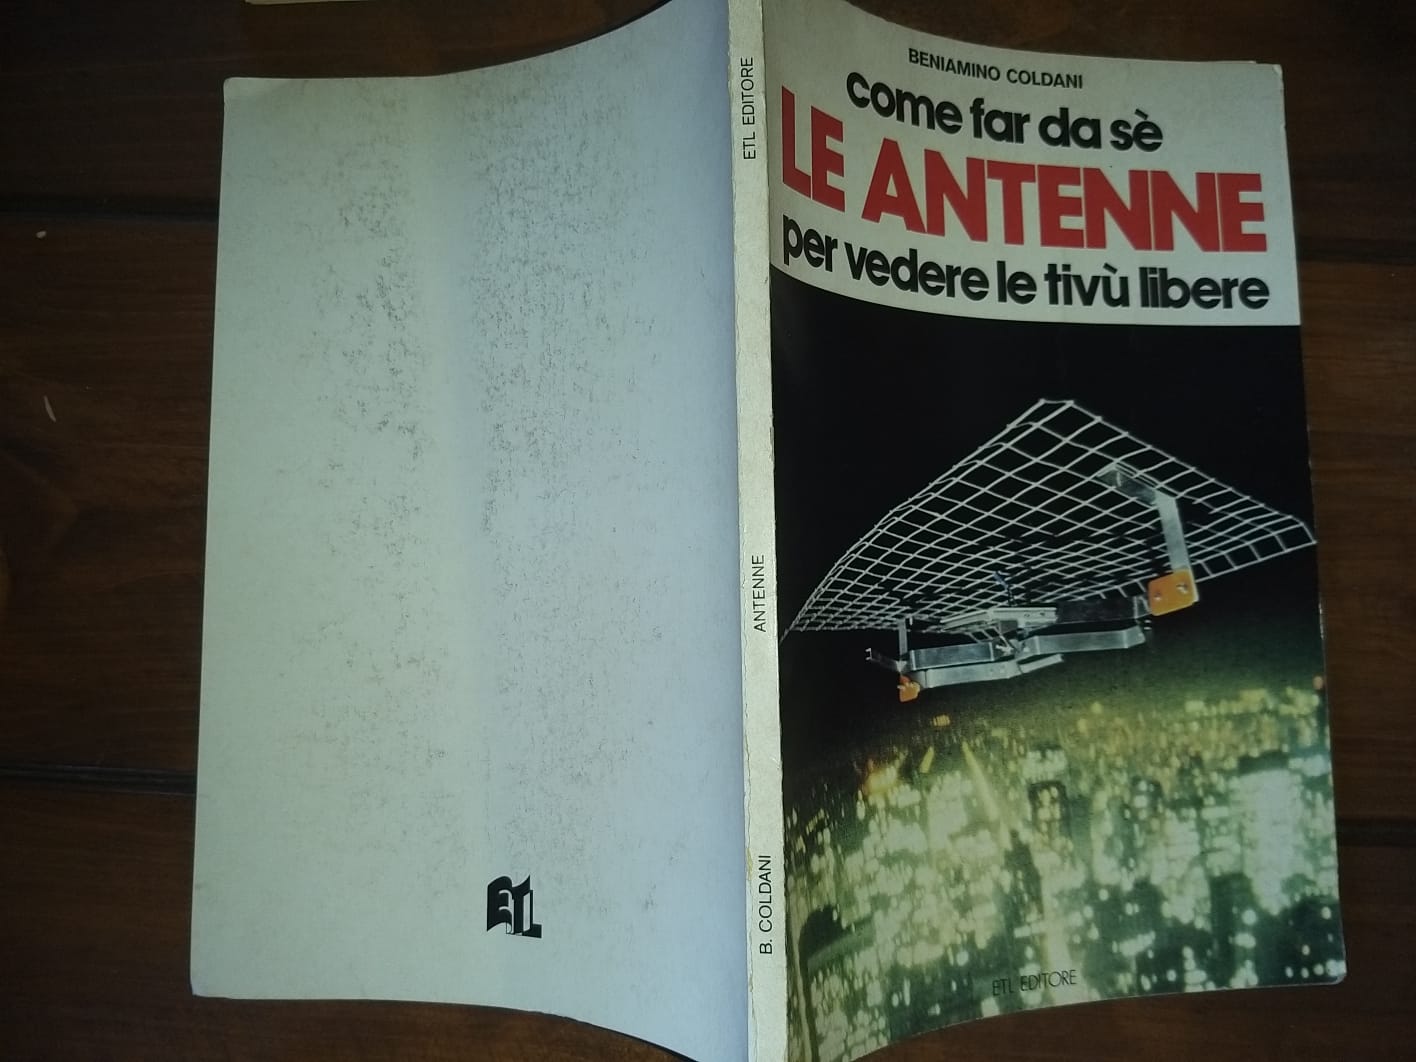 BENIAMINO COLDANI
come far da sè
LE ANTENNE
per vedere le tivù libere
ETL EDITORE
B. COLDANI
ANTENNE
ETL EDITORE
ETL